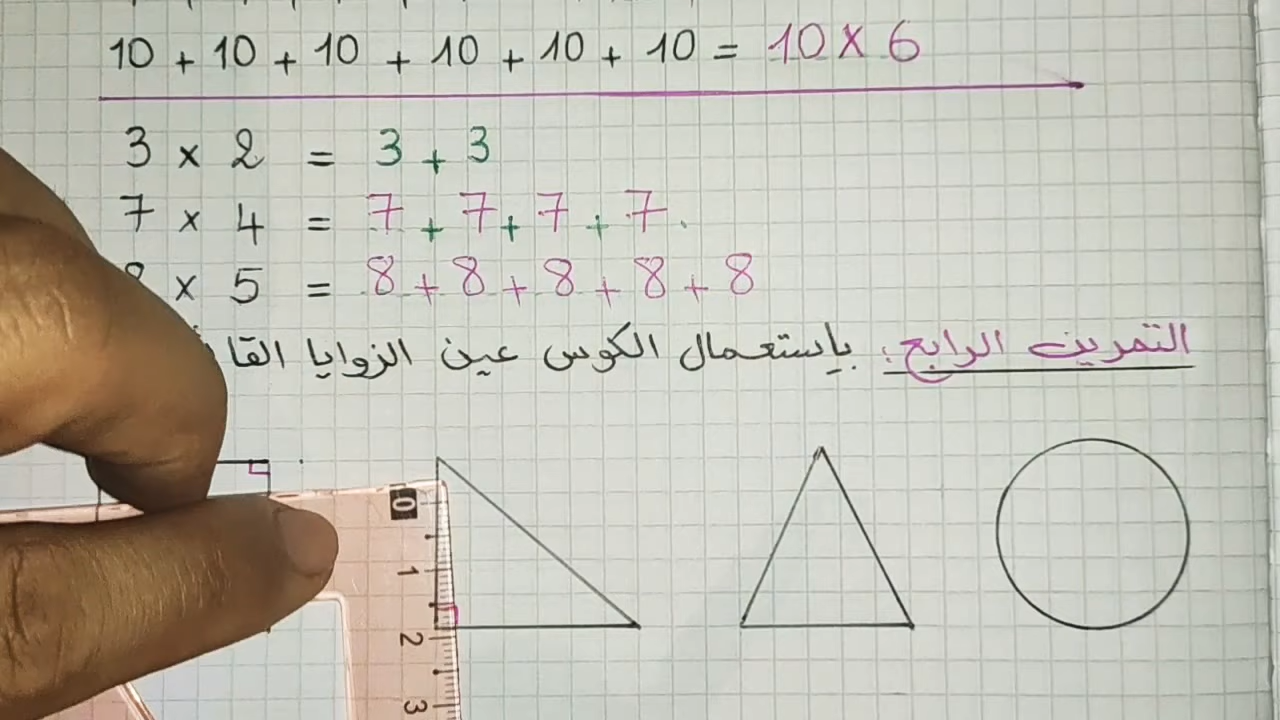 10 + 10 + 10 + 10 + 10 + 10 = 10 × 6
3 × 2 = 3 + 3
7 × 4 = 7 + 7 + 7 + 7.
× 5 = 8 + 8 + 8 + 8 + 8
التمرين الرابع: باستعمال الكوس عين الزوايا
0
1
2
3